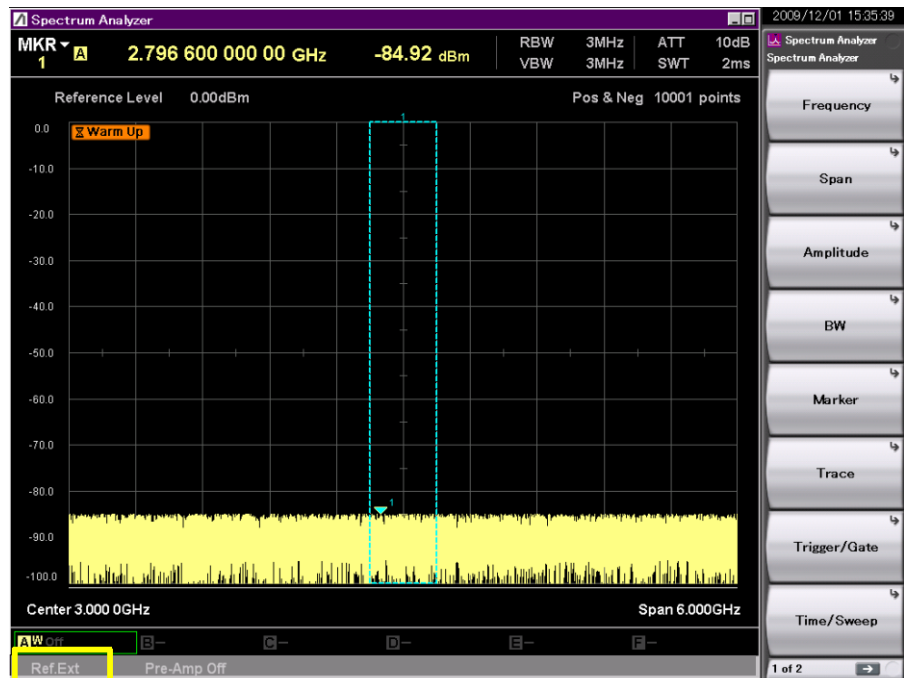 Spectrum Analyzer
2009/12/01 15:35:39
MKR
1
A
2.796 600 000 00 GHz
-84.92 dBm
RBW 3MHz ATT 10dB
VBW 3MHz SWT 2ms
Spectrum Analyzer
Spectrum Analyzer
Reference Level 0.00dBm
Pos & Neg 10001 points
1
0.0
Warm Up
-10.0
-20.0
-30.0
-40.0
-50.0
-60.0
-70.0
-80.0
1
-90.0
-100.0
Center 3.000 0GHz
Span 6.000GHz
A W Off
B-
C-
D-
E-
F-
Ref.Ext
Pre-Amp Off
Frequency
Span
Amplitude
BW
Marker
Trace
Trigger/Gate
Time/Sweep
1 of 2